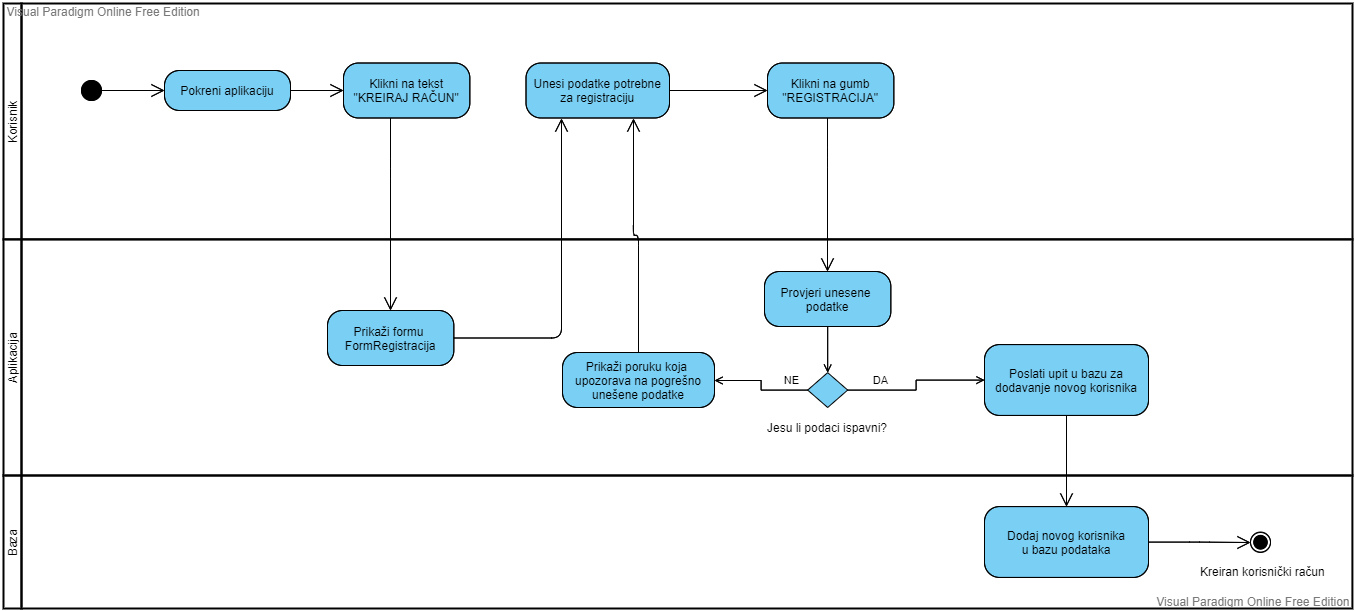 Visual Paradigm Online Free Edition
Korisnik
Pokreni aplikaciju
Klikni na tekst
"KREIRAJ RAČUN"
Unesi podatke potrebne
za registraciju
Klikni na gumb
"REGISTRACIJA"
Aplikacija
Prikaži formu
FormRegistracija
Prikaži poruku koja
upozorava na pogrešno
unešene podatke
Provjeri unesene
podatke
NE
DA
Jesu li podaci ispavni?
Poslati upit u bazu za
dodavanje novog korisnika
Baza
Dodaj novog korisnika
u bazu podataka
Kreiran korisnički račun
Visual Paradigm Online Free Edition